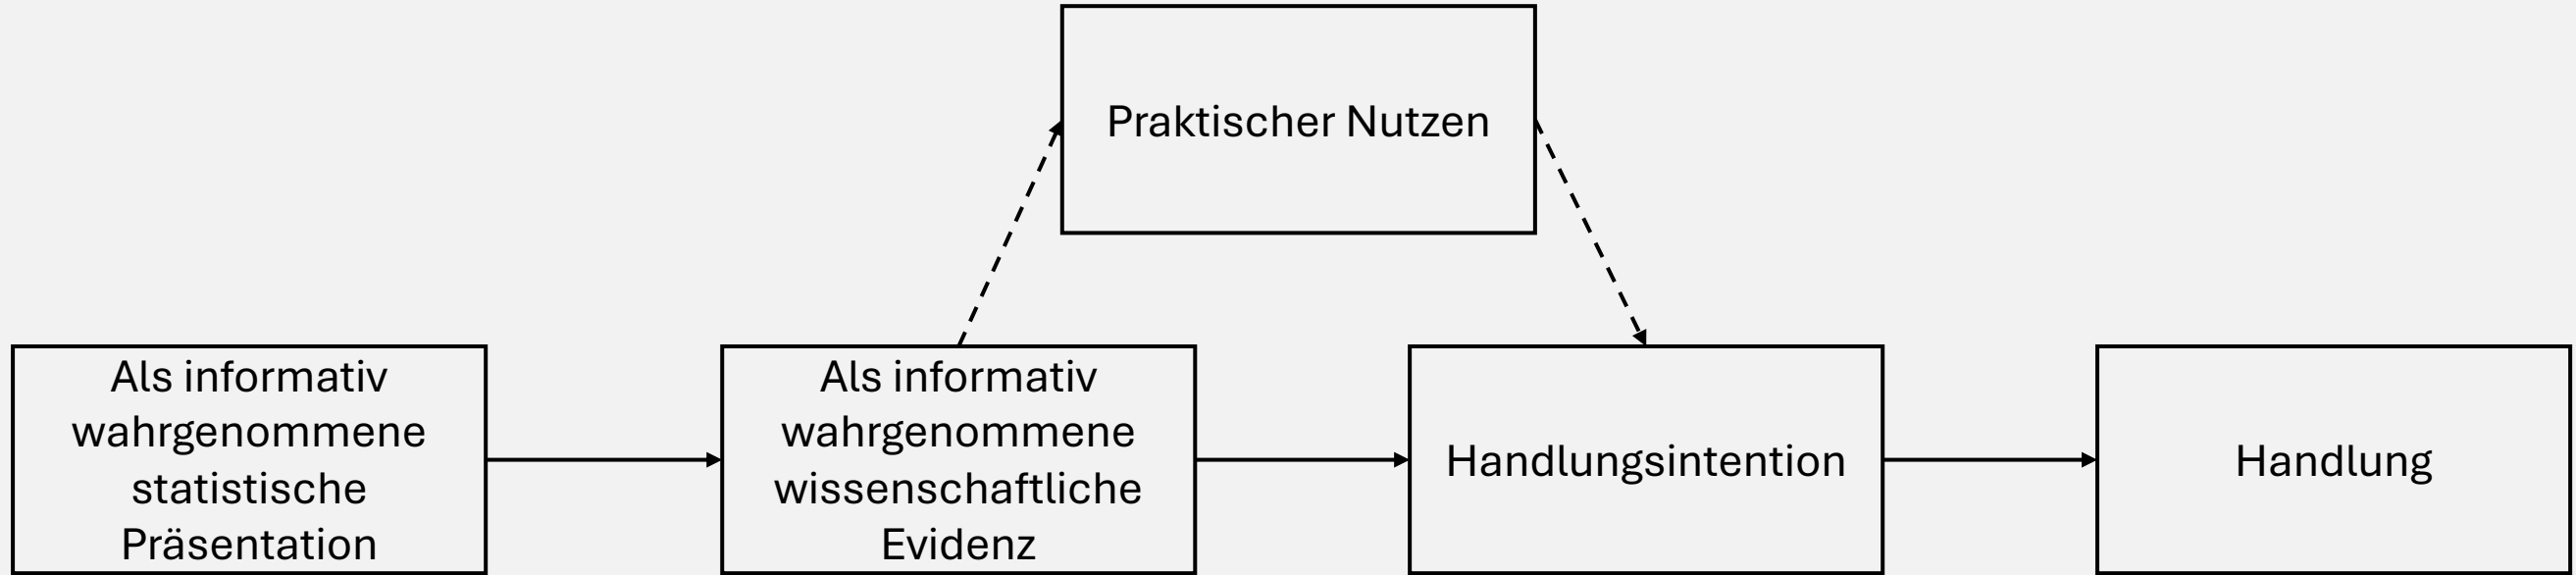 Praktischer Nutzen
Als informativ
wahrgenommene
statistische
Präsentation
Als informativ
wahrgenommene
wissenschaftliche
Evidenz
Handlungsintention
Handlung